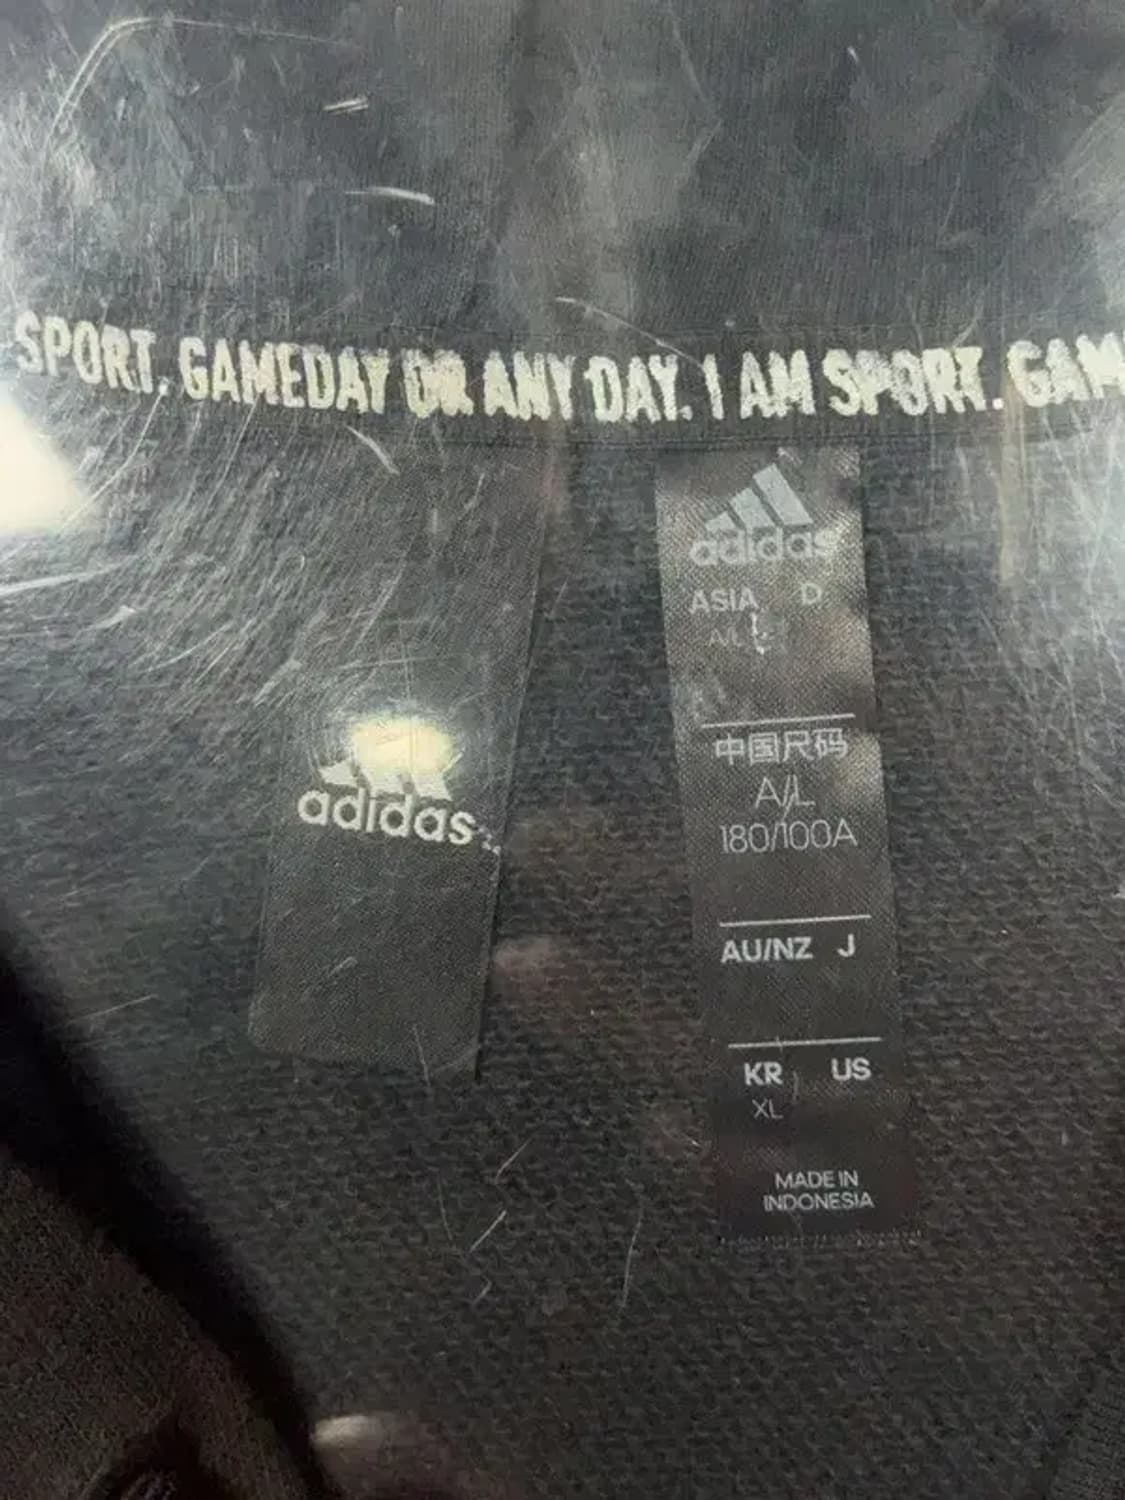 SPORT. GAMEDAY OR ANY DAY. I AM SPORT. GAM
adidas
adidas
ASIA D
A/L
中国尺码
A/L
180/100A
AU/NZ J
KR US
XL
MADE IN
INDONESIA